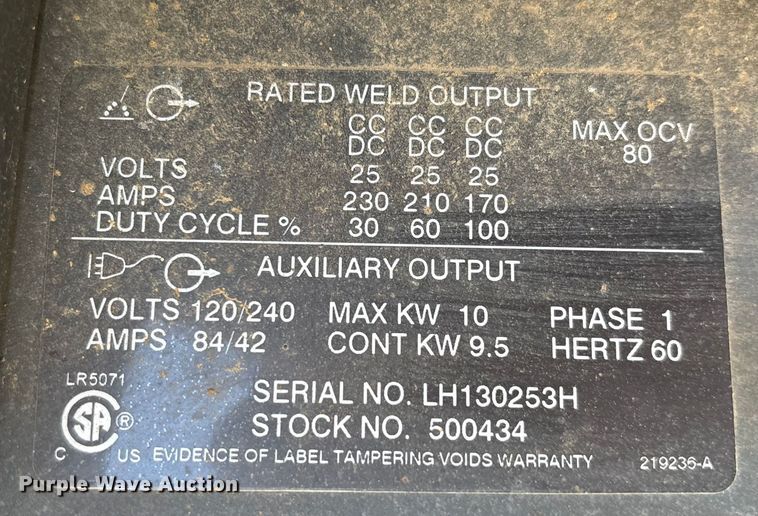 RATED WELD OUTPUT
CC CC CC
DC DC DC
MAX OCV
80
VOLTS 25 25 25
AMPS 230 210 170
DUTY CYCLE % 30 60 100
AUXILIARY OUTPUT
VOLTS 120/240 MAX KW 10 PHASE 1
AMPS 84/42 CONT KW 9.5 HERTZ 60
LR5071
SA ®
C US
SERIAL NO. LH130253H
STOCK NO. 500434
EVIDENCE OF LABEL TAMPERING VOIDS WARRANTY 219236-A
Purple Wave Auction